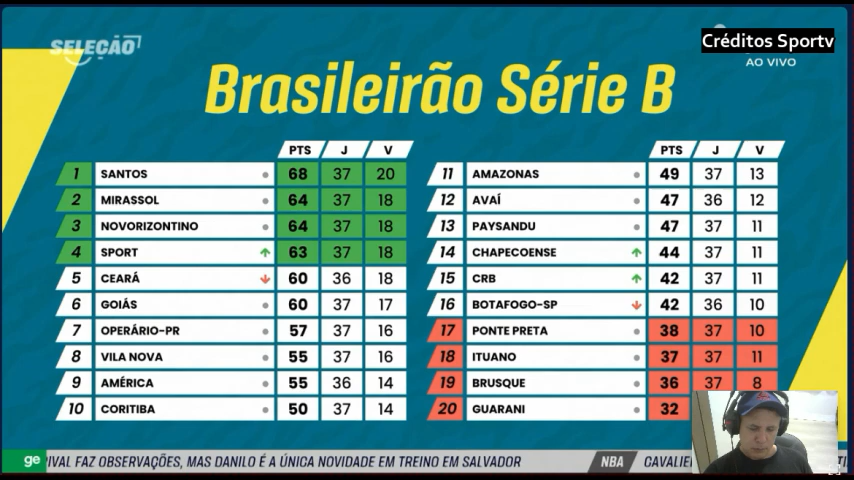 SELEÇÃO
Créditos Sportv
AO VIVO
Brasileirão Série B
PTS J V
1 SANTOS 68 37 20
2 MIRASSOL 64 37 18
3 NOVORIZONTINO 64 37 18
4 SPORT 63 37 18
5 CEARÁ 60 36 18
6 GOIÁS 60 37 17
7 OPERÁRIO-PR 57 37 16
8 VILA NOVA 55 37 16
9 AMÉRICA 55 36 14
10 CORITIBA 50 37 14
PTS J V
11 AMAZONAS 49 37 13
12 AVAÍ 47 36 12
13 PAYSANDU 47 37 11
14 CHAPECOENSE 44 37 11
15 CRB 42 37 11
16 BOTAFOGO-SP 42 36 10
17 PONTE PRETA 38 37 10
18 ITUANO 37 37 11
19 BRUSQUE 36 37 8
20 GUARANI 32
ge IVAL FAZ OBSERVAÇÕES, MAS DANILO É A ÚNICA NOVIDADE EM TREINO EM SALVADOR NBA CAVALIE